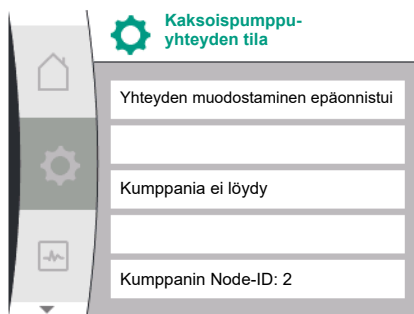 Kaksoispumppu-
yhteyden tila
Yhteyden muodostaminen epäonnistui
Kumppania ei löydy
Kumppanin Node-ID: 2